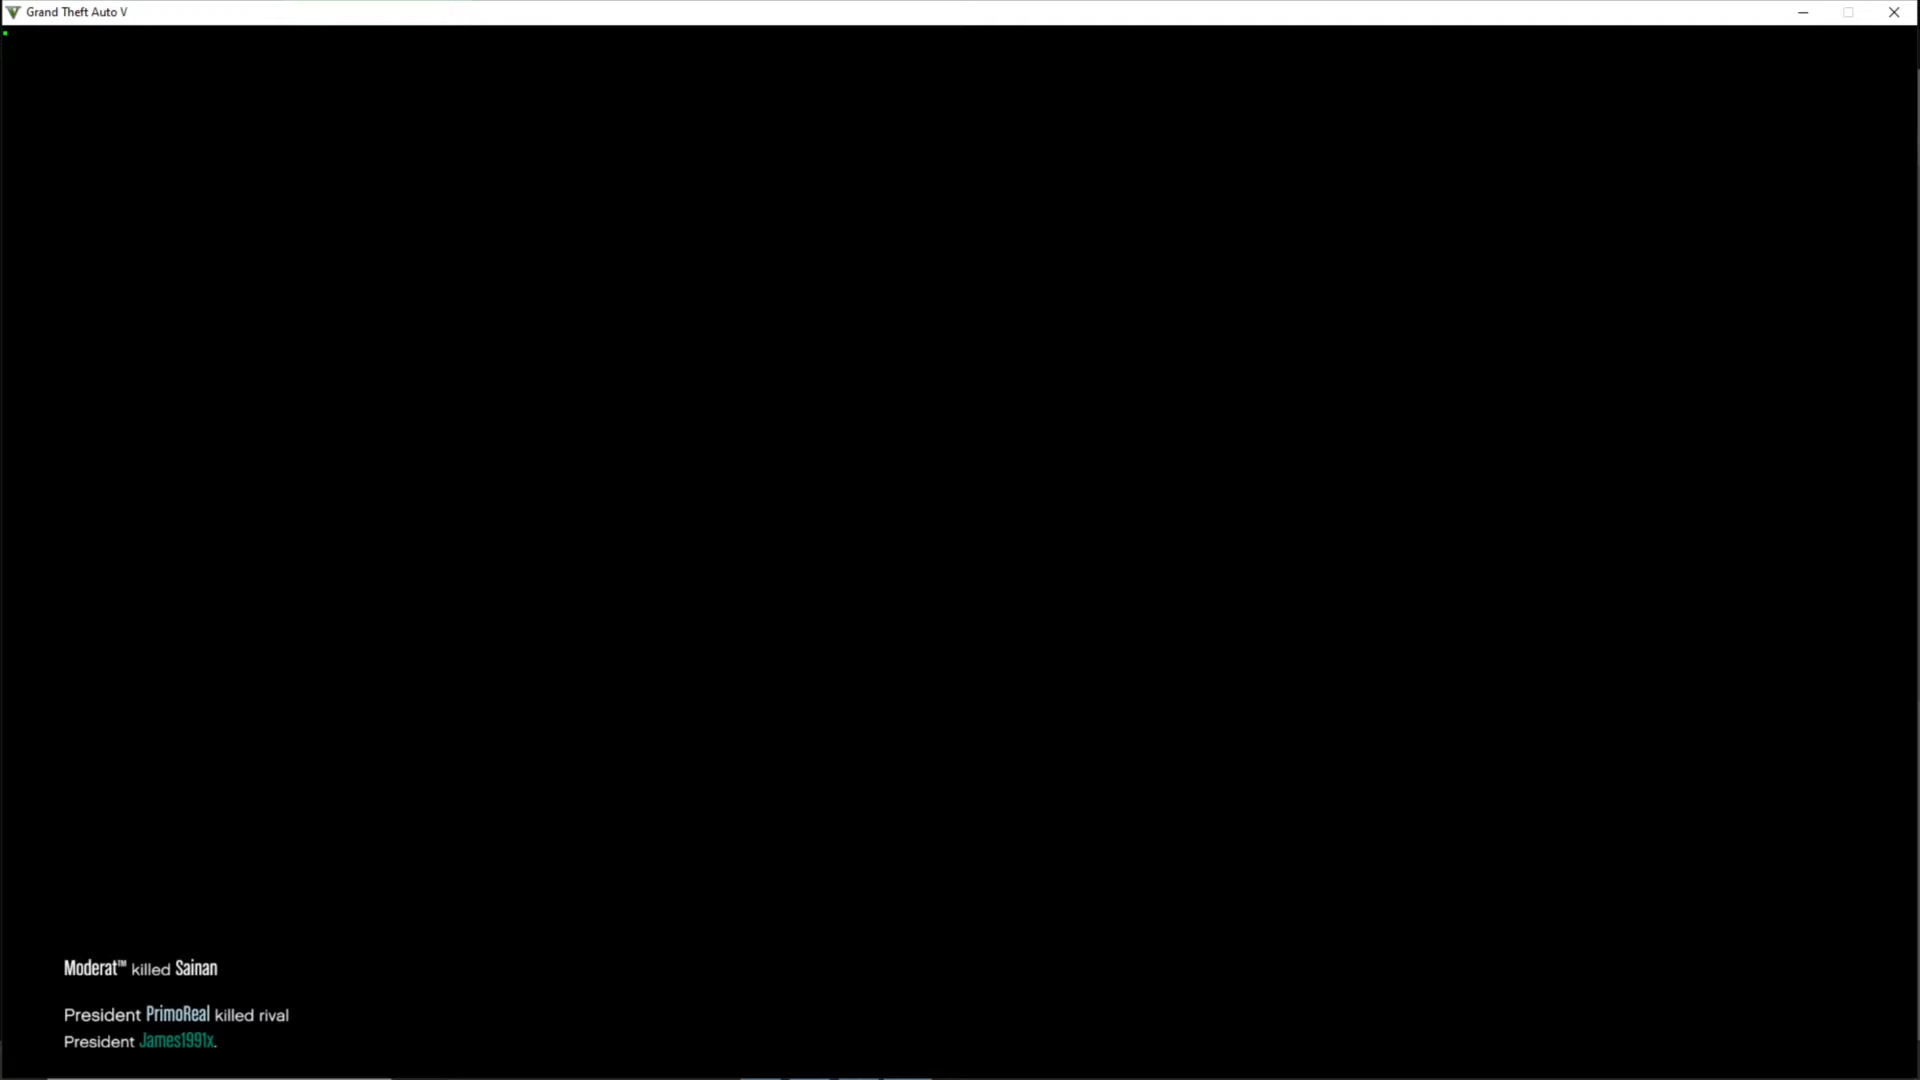 Grand Theft Auto V
Moderat™ killed Sainan
President PrimoReal killed rival
President James1991x.